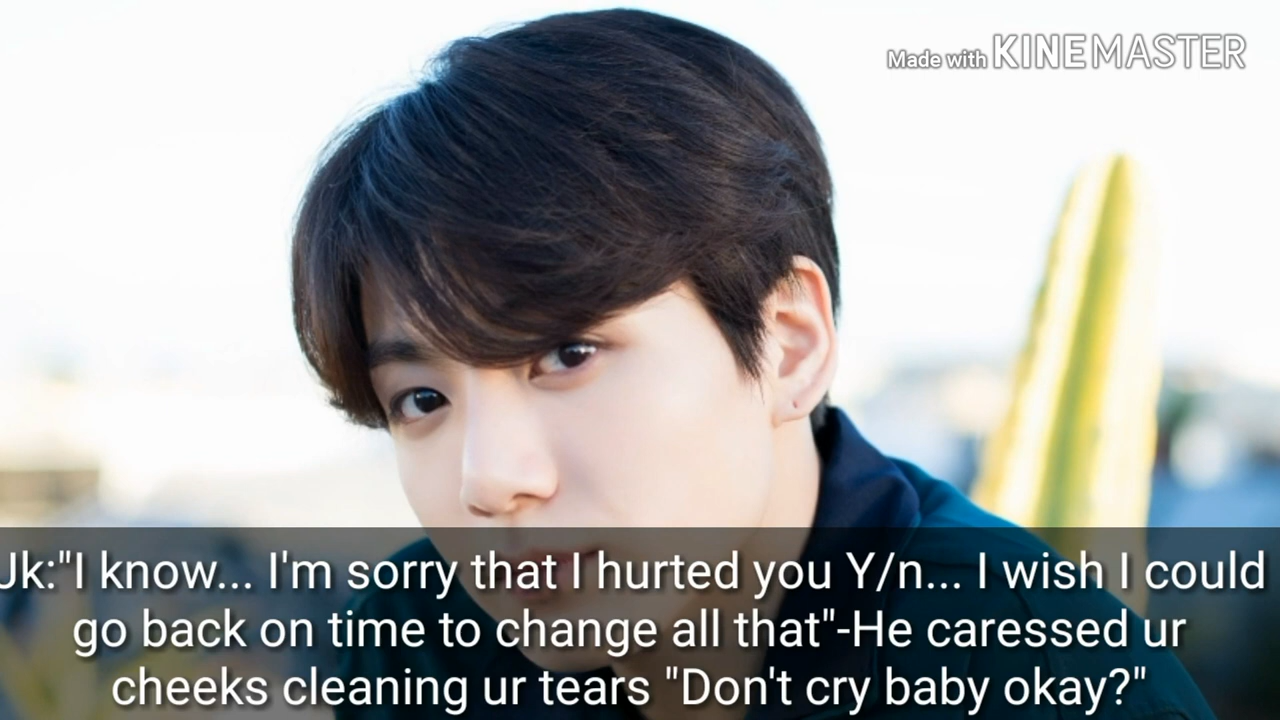 Made with KINEMASTER
Jk:"I know... I'm sorry that I hurted you Y/n... I wish I could
go back on time to change all that"-He caressed ur
cheeks cleaning ur tears "Don't cry baby okay?"